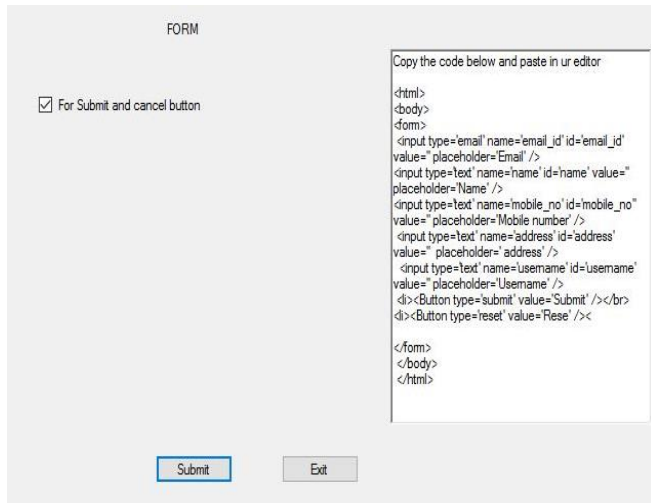 FORM
For Submit and cancel button
Copy the code below and paste in ur editor
<html>
<body>
<form>
<input type='email' name='email_id' id='email_id'
value='' placeholder='Email' />
<input type='text' name='name' id='name' value=''
placeholder='Name' />
<input type='text' name='mobile_no' id='mobile_no''
value='' placeholder='Mobile number' />
<input type='text' name='address' id='address'
value='' placeholder=' address' />
<input type='text' name='username' id='username'
value='' placeholder='Username' />
<li><Button type='submit' value='Submit' /></br>
<li><Button type='reset' value='Rese' /><
</form>
</body>
</html>
Submit
Exit